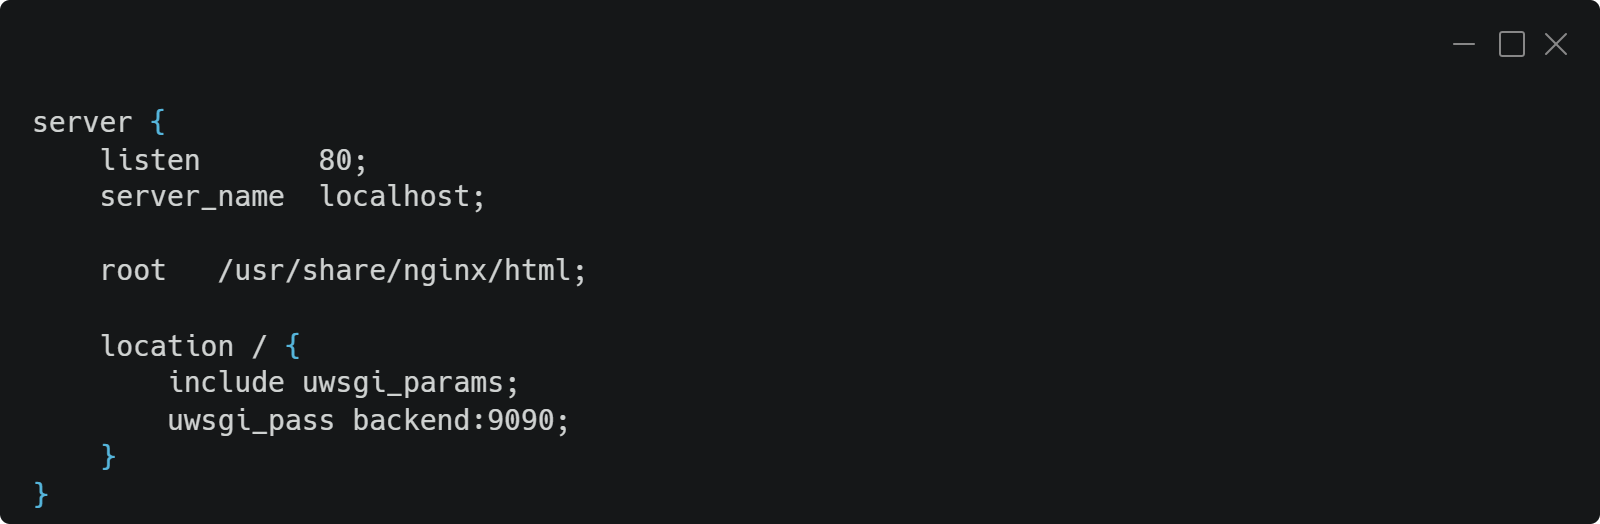 server {
    listen       80;
    server_name  localhost;

    root   /usr/share/nginx/html;

    location / {
        include uwsgi_params;
        uwsgi_pass backend:9090;
    }
}